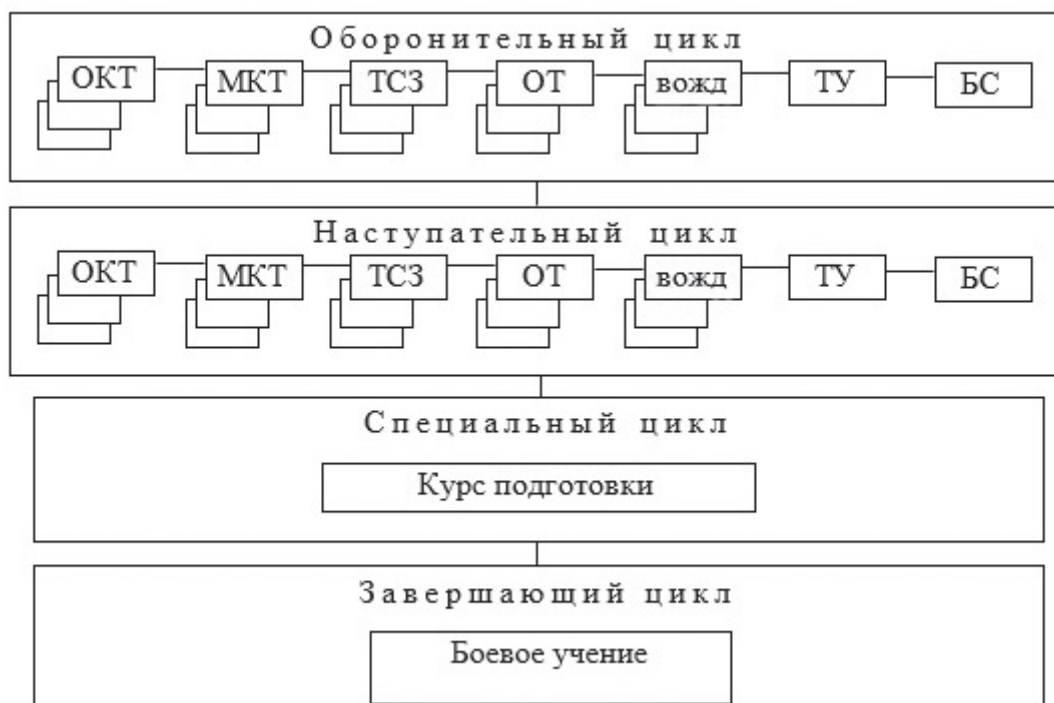 Оборонительный цикл
ОКТ МКТ ТСЗ ОТ вожд ТУ БС
Наступательный цикл
ОКТ МКТ ТСЗ ОТ вожд ТУ БС
Специальный цикл
Курс подготовки
Завершающий цикл
Боевое учение